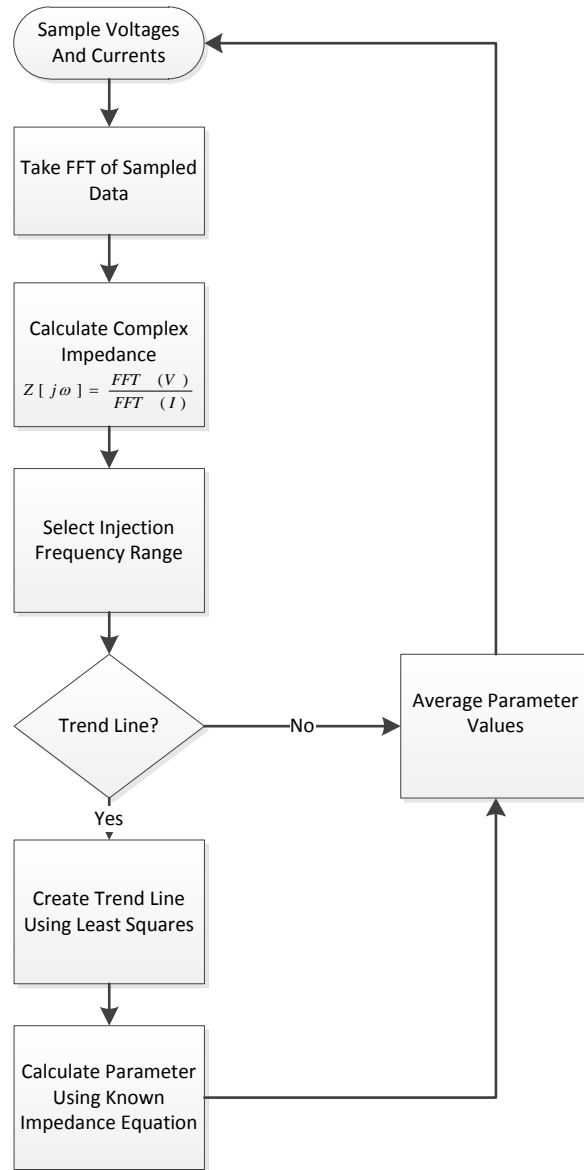 Sample Voltages
And Currents
Take FFT of Sampled
Data
Calculate Complex
Impedance
Z [ jω ] = FFT (V) / FFT (I)
Select Injection
Frequency Range
Trend Line?
No
Average Parameter
Values
Yes
Create Trend Line
Using Least Squares
Calculate Parameter
Using Known
Impedance Equation